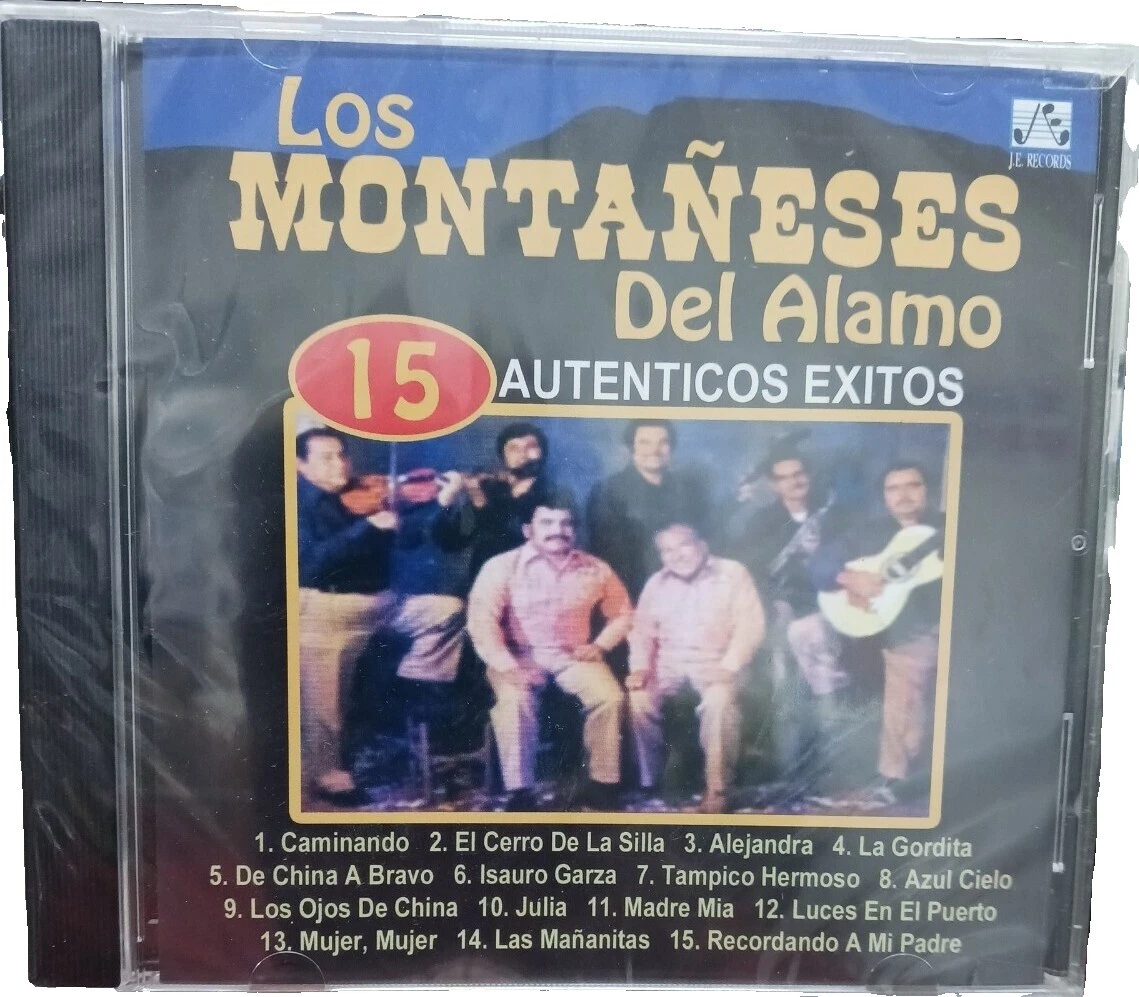 Los
MONTAÑESES
Del Alamo
J.E. RECORDS
15 AUTENTICOS EXITOS
1. Caminando 2. El Cerro De La Silla 3. Alejandra 4. La Gordita
5. De China A Bravo 6. Isauro Garza 7. Tampico Hermoso 8. Azul Cielo
9. Los Ojos De China 10. Julia 11. Madre Mia 12. Luces En El Puerto
13. Mujer, Mujer 14. Las Mañanitas 15. Recordando A Mi Padre